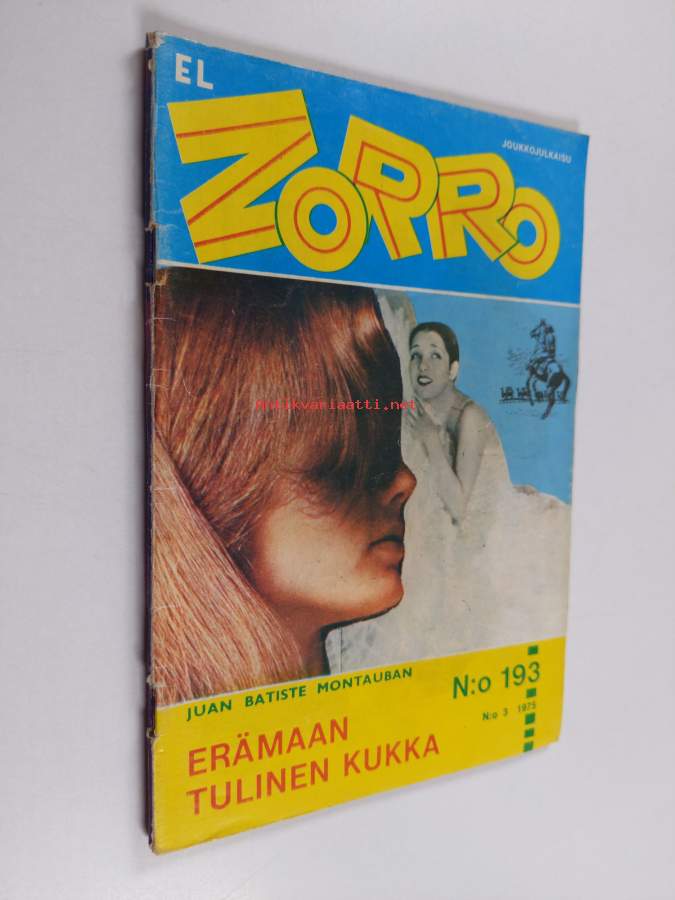 EL
ZORRO
JOUKKOJULKAISU
antikvariaatti.net
JUAN BATISTE MONTAUBAN
N:o 193
N:o 3 1975
ERÄMAAN
TULINEN KUKKA